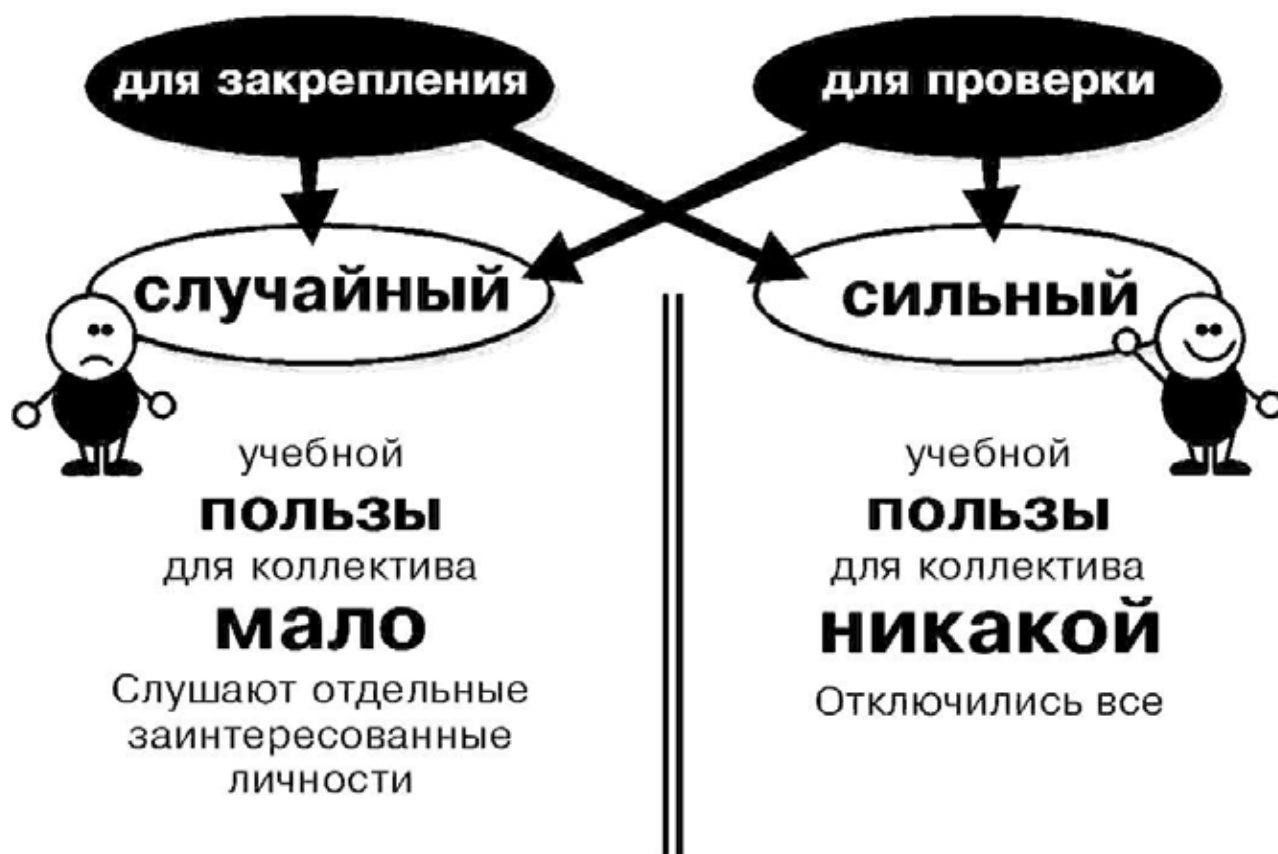 для закрепления
для проверки
случайный
сильный
учебной
пользы
для коллектива
мало
Слушают отдельные
заинтересованные
личности
учебной
пользы
для коллектива
никакой
Отключились все